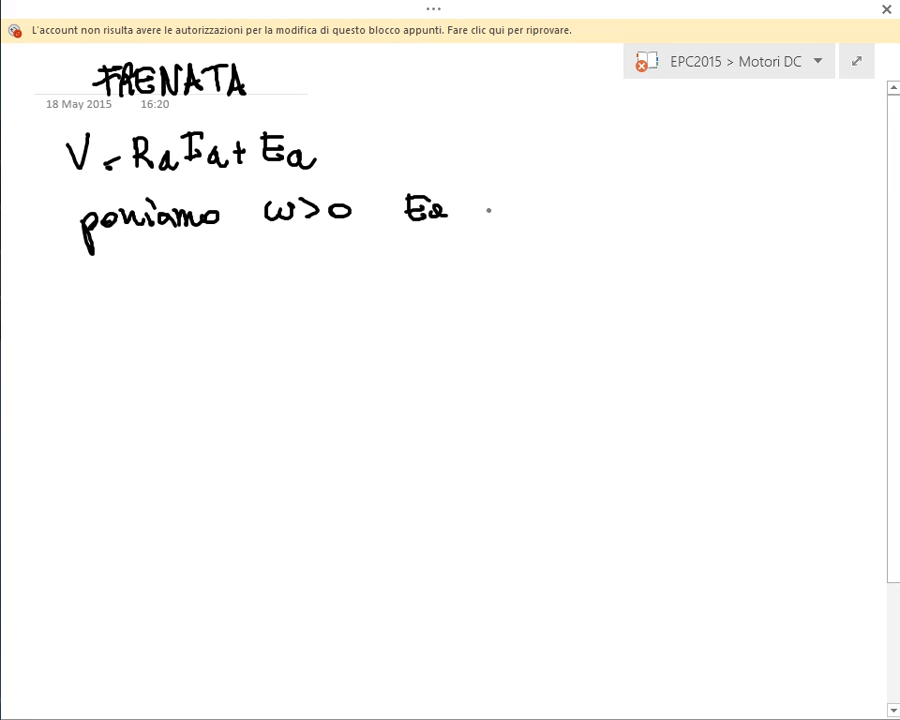 L'account non risulta avere le autorizzazioni per la modifica di questo blocco appunti. Fare clic qui per riprovare.
EPC2015 > Motori DC
FRENATA
18 May 2015 16:20
V = RaIa + Ea
poniamo ω > 0 Ea